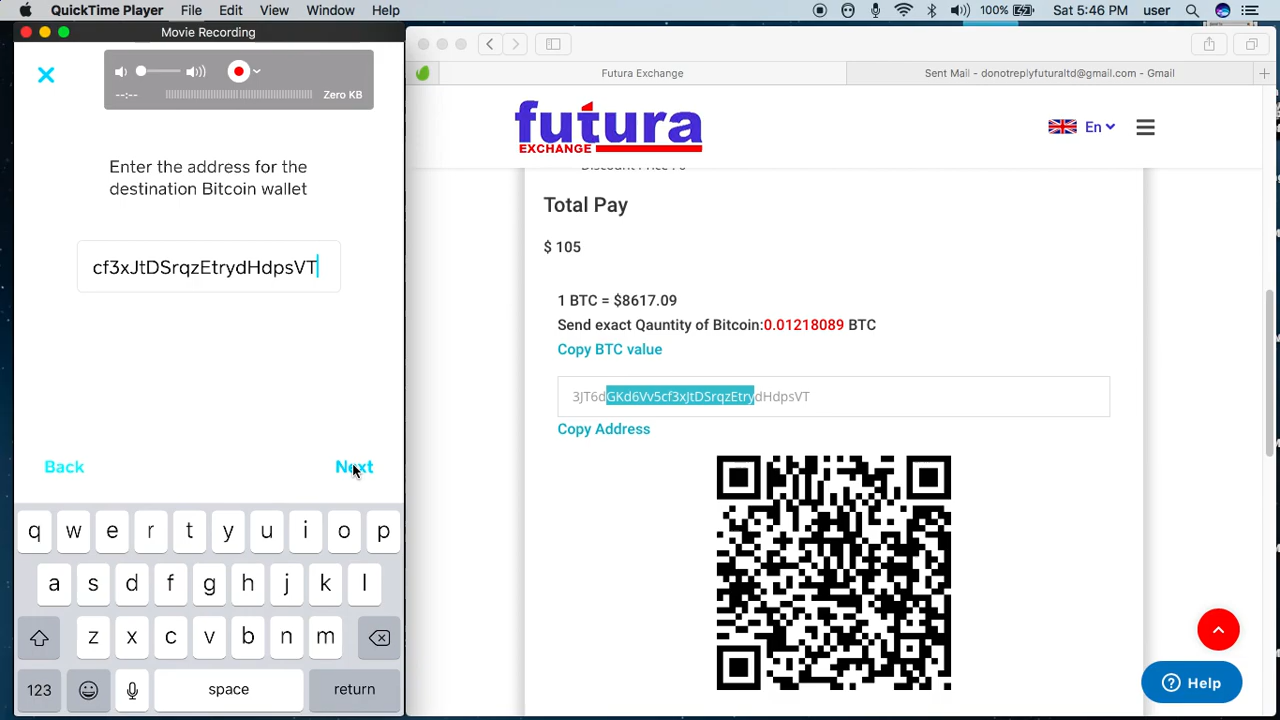 QuickTime Player File Edit View Window Help 100% Sat 5:46 PM user
Movie Recording
--:-- Zero KB
Enter the address for the
destination Bitcoin wallet
cf3xJtDSrqzEtrydHdpsVT
Back Next
q w e r t y u i o p
a s d f g h j k l
z x c v b n m
123 space return
Futura Exchange Sent Mail - donotreplyfuturaltd@gmail.com - Gmail
futura
EXCHANGE
En
Total Pay
$ 105
1 BTC = $8617.09
Send exact Qauntity of Bitcoin:0.01218089 BTC
Copy BTC value
3JT6dGKd6Vv5cf3xJtDSrqzEtrydHdpsVT
Copy Address
Help